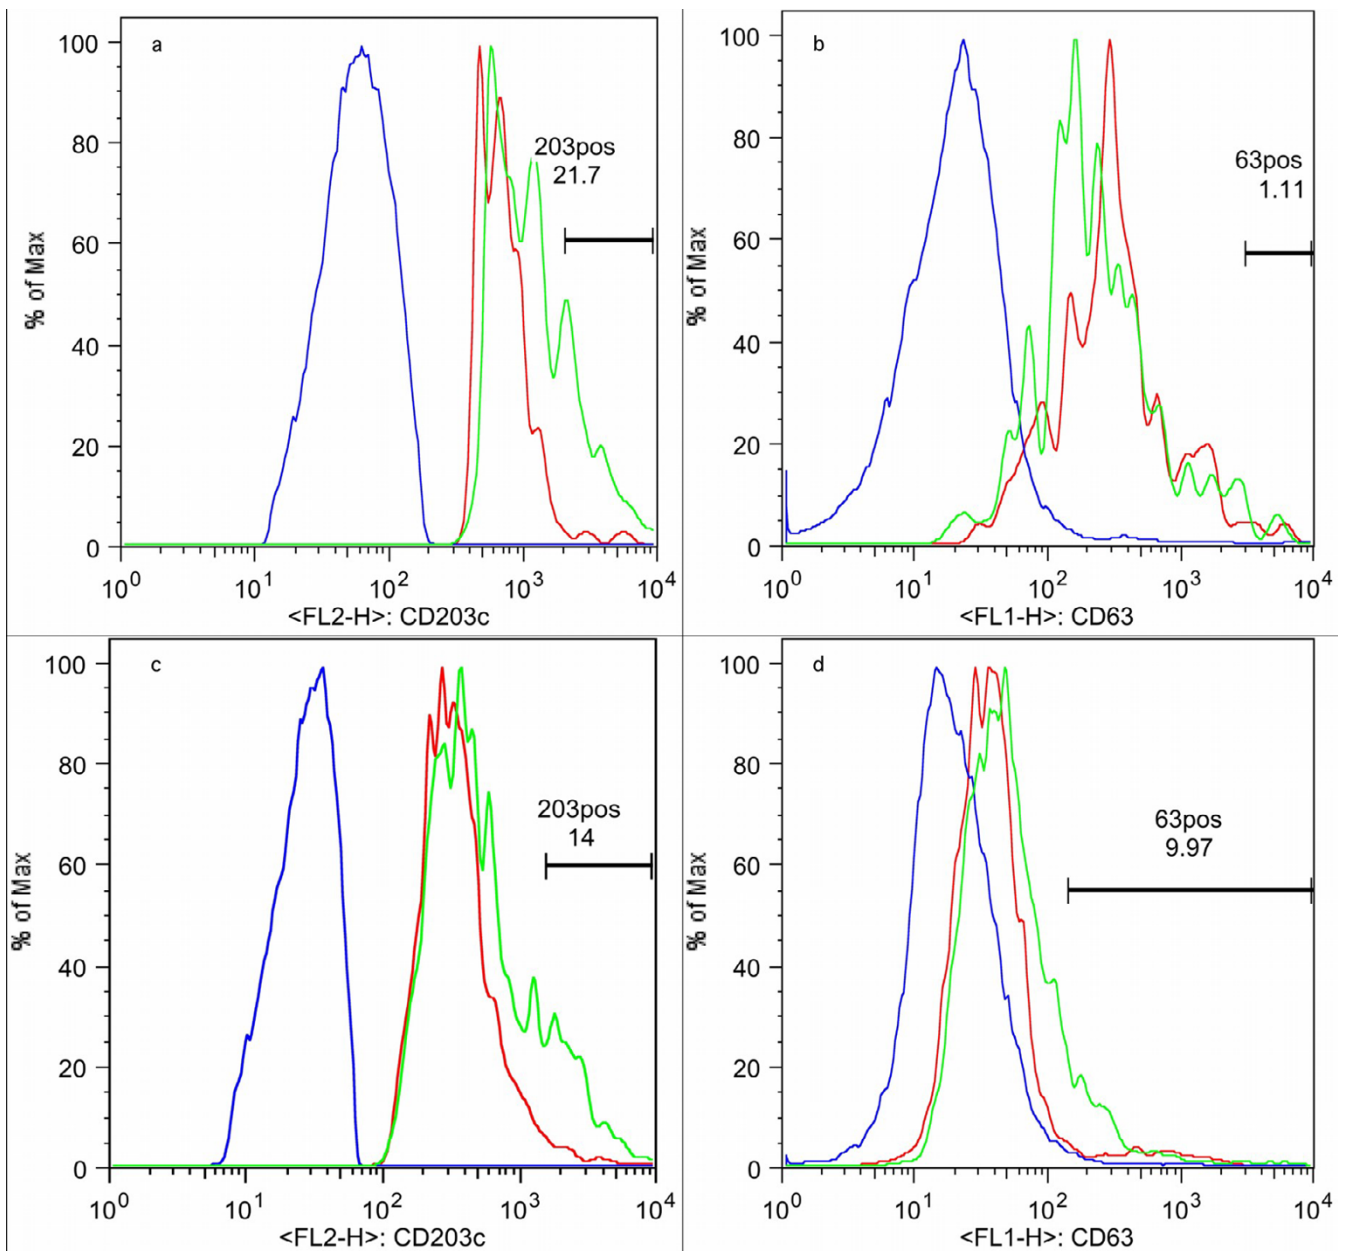 a
100
80
60
40
20
0
% of Max
203pos
21.7
10^0 10^1 10^2 10^3 10^4
<FL2-H>: CD203c
b
100
80
60
40
20
0
% of Max
63pos
1.11
10^0 10^1 10^2 10^3 10^4
<FL1-H>: CD63
c
100
80
60
40
20
0
% of Max
203pos
14
10^0 10^1 10^2 10^3 10^4
<FL2-H>: CD203c
d
100
80
60
40
20
0
% of Max
63pos
9.97
10^0 10^1 10^2 10^3 10^4
<FL1-H>: CD63